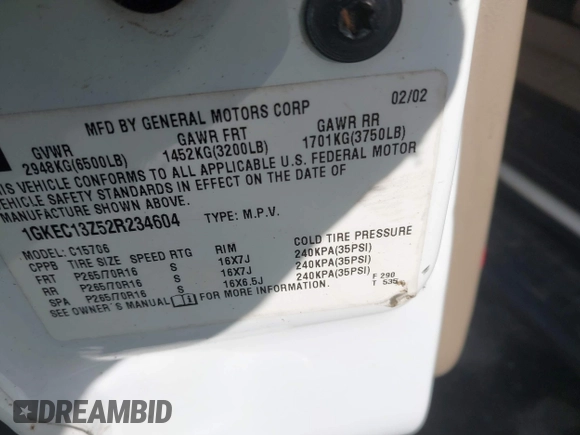 MFD BY GENERAL MOTORS CORP 02/02
GVWR GAWR FRT GAWR RR
2948KG(6500LB) 1452KG(3200LB) 1701KG(3750LB)
THIS VEHICLE CONFORMS TO ALL APPLICABLE U.S. FEDERAL MOTOR
VEHICLE SAFETY STANDARDS IN EFFECT ON THE DATE OF
MANUFACTURE SHOWN ABOVE.
1GKEC13Z52R234604 TYPE: M.P.V.
MODEL: C15706
CPPB TIRE SIZE SPEED RTG RIM COLD TIRE PRESSURE
FRT P265/70R16 S 16X7J 240KPA(35PSI)
RR P265/70R16 S 16X7J 240KPA(35PSI)
SPA P265/70R16 S 16X6.5J 240KPA(35PSI)
SEE OWNER'S MANUAL FOR MORE INFORMATION.
F 290
T 535
DREAMBID